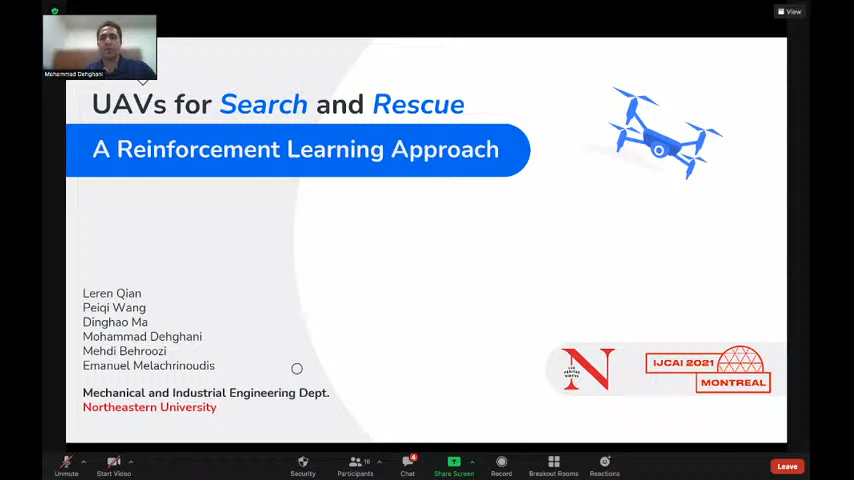 View
Mohammad Dehghani
UAVs for Search and Rescue
A Reinforcement Learning Approach
Leren Qian
Peiqi Wang
Dinghao Ma
Mohammad Dehghani
Mehdi Behroozi
Emanuel Melachrinoudis
Mechanical and Industrial Engineering Dept.
Northeastern University
N
IJCAI 2021
MONTREAL
Unmute
Start Video
Security
Participants
16
Chat
4
Share Screen
Record
Breakout Rooms
Reactions
Leave